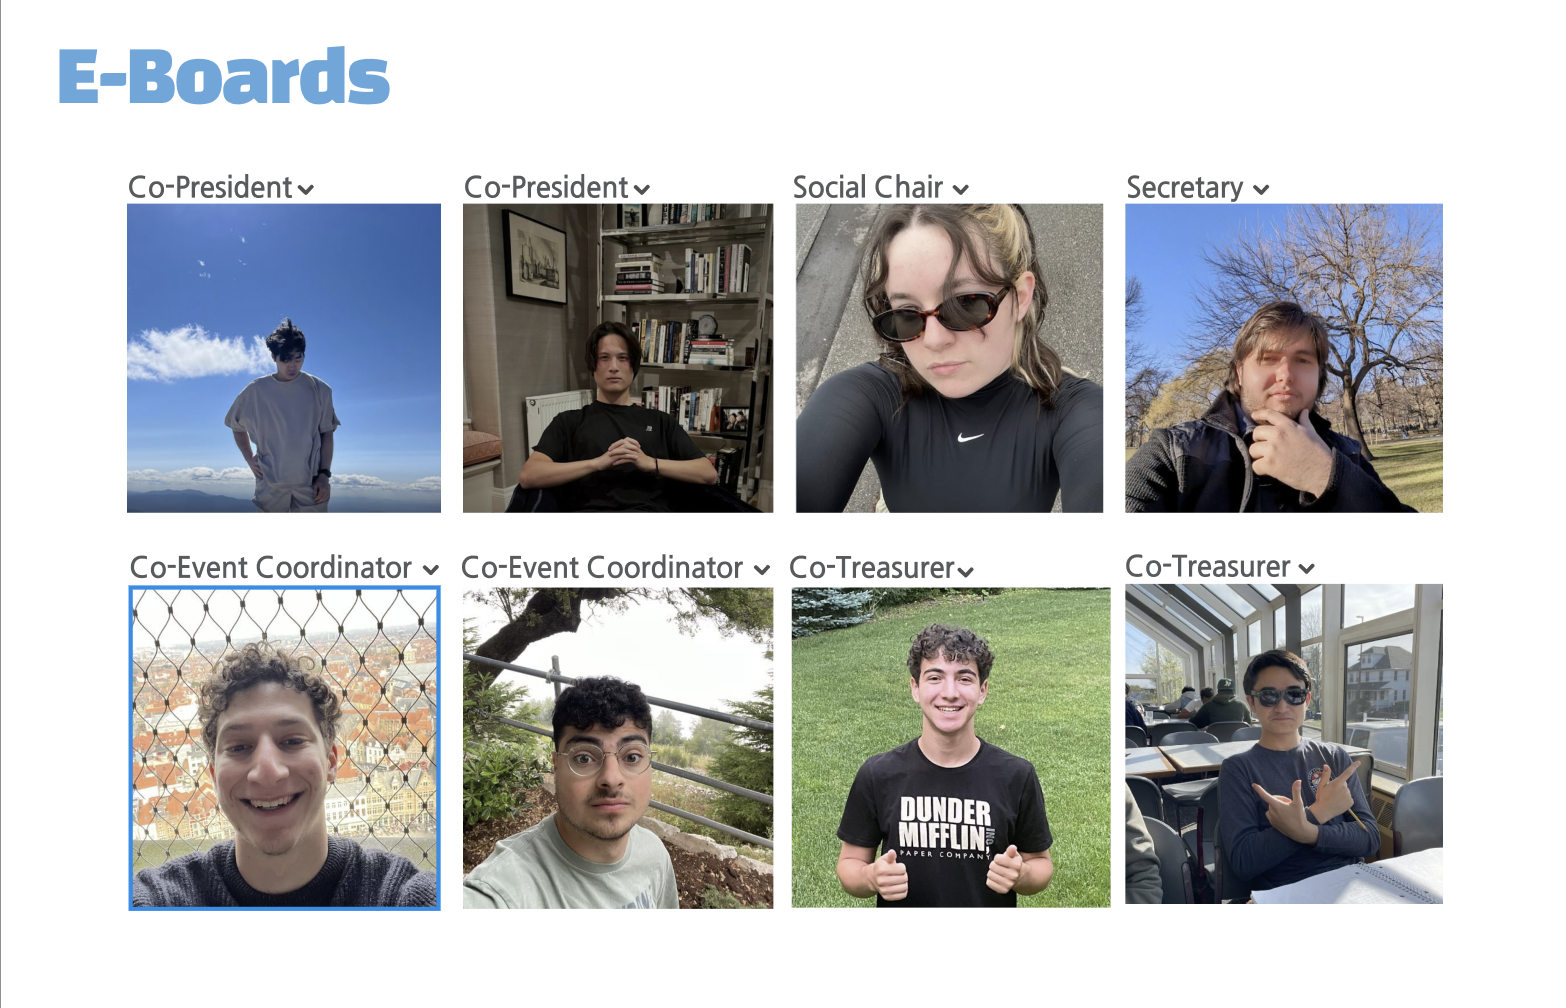 E-Boards
Co-President
Co-President
Social Chair
Secretary
Co-Event Coordinator
Co-Event Coordinator
Co-Treasurer
Co-Treasurer
DUNDER
MIFFLIN,
PAPER COMPANY